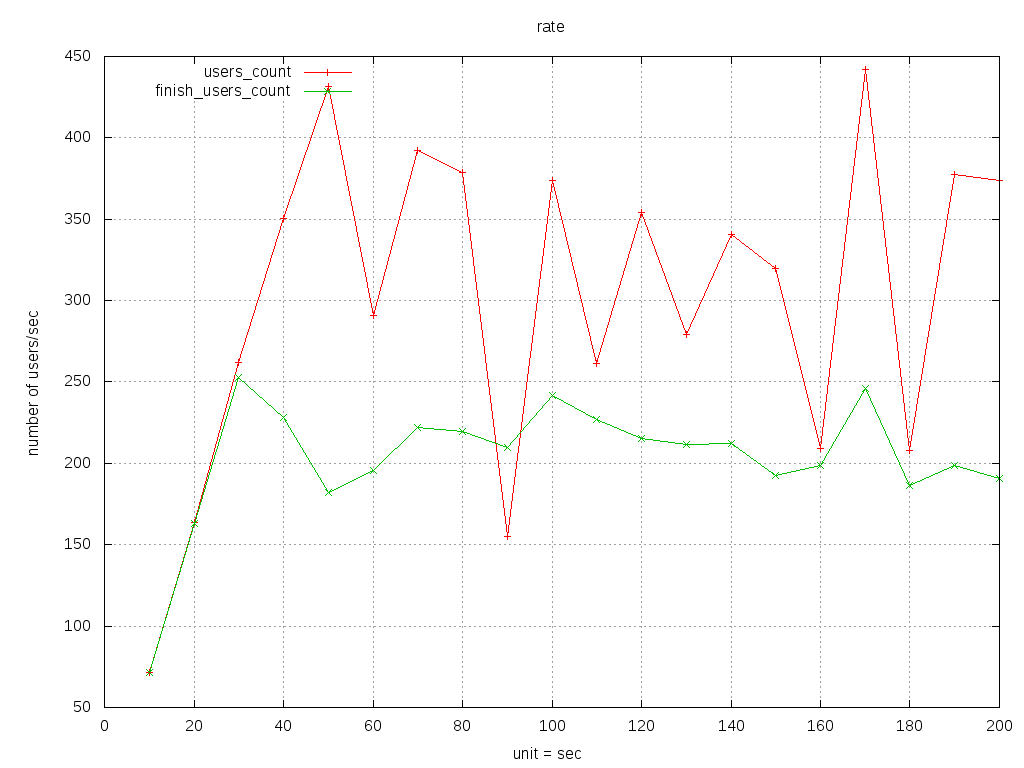 rate
450
users_count
finish_users_count
400
350
300
250
200
150
100
50
number of users/sec
0 20 40 60 80 100 120 140 160 180 200
unit = sec